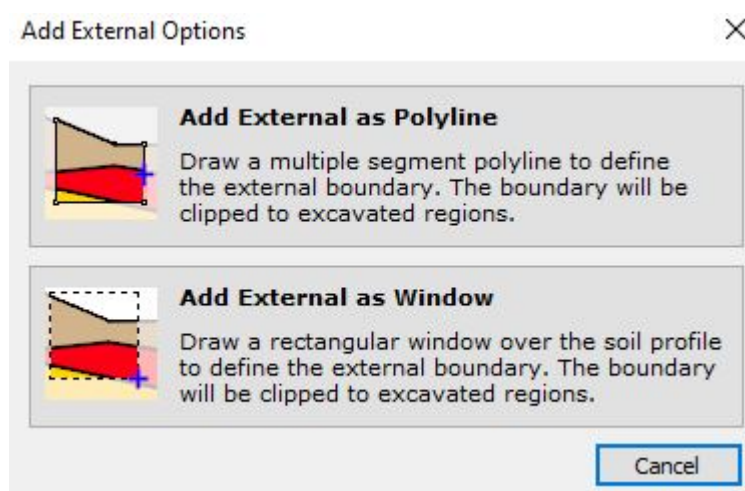 Add External Options
Add External as Polyline
Draw a multiple segment polyline to define
the external boundary. The boundary will be
clipped to excavated regions.
Add External as Window
Draw a rectangular window over the soil profile
to define the external boundary. The boundary
will be clipped to excavated regions.
Cancel